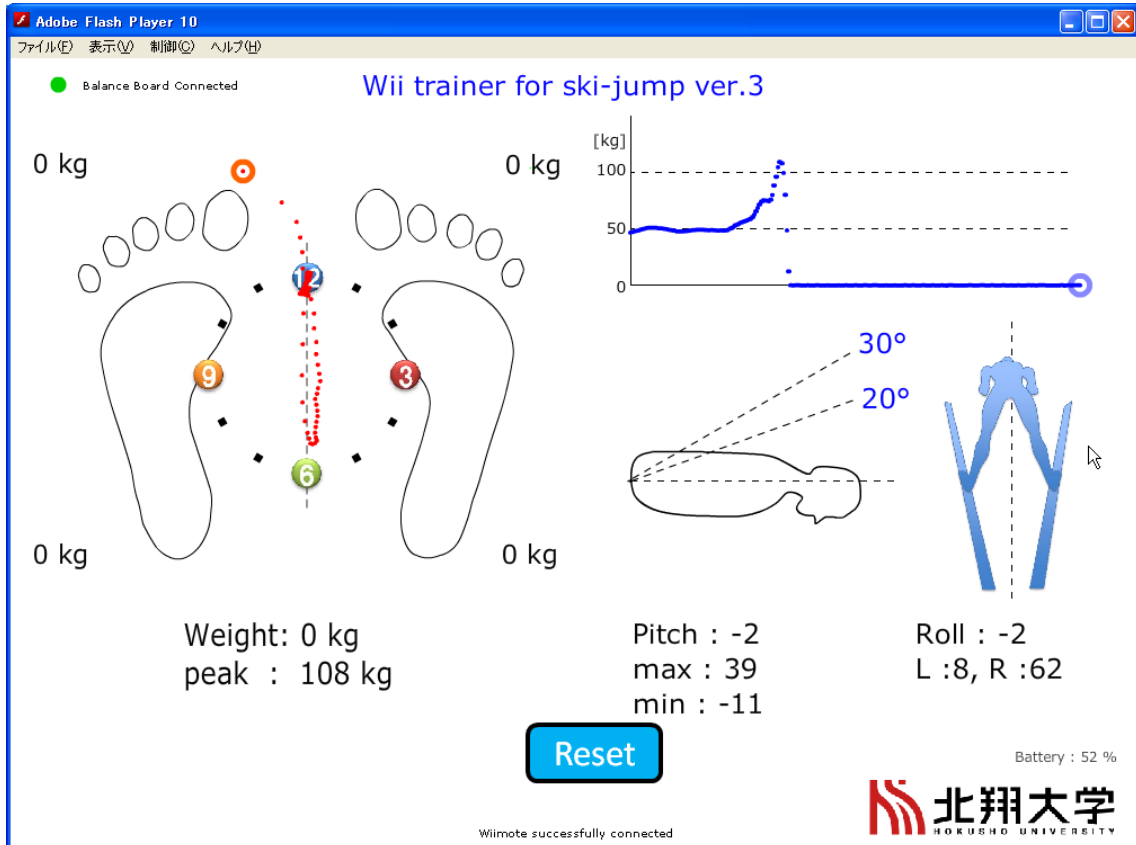 Adobe Flash Player 10
ファイル(F) 表示(V) 制御(C) ヘルプ(H)
Balance Board Connected
Wii trainer for ski-jump ver.3
0 kg
0 kg
12
9
3
6
0 kg
0 kg
[kg]
100
50
0
30°
20°
Weight: 0 kg
peak : 108 kg
Pitch : -2
max : 39
min : -11
Roll : -2
L :8, R :62
Reset
Battery : 52 %
北翔大学
HOKUSHO UNIVERSITY
Wiimote successfully connected